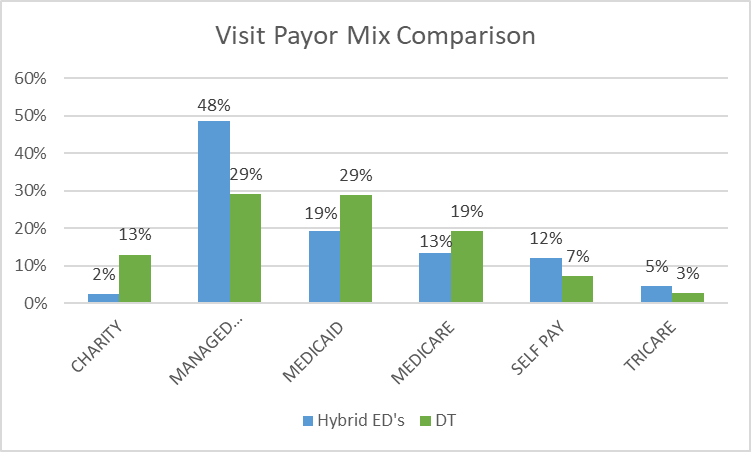 Visit Payor Mix Comparison
60%
50%
40%
30%
20%
10%
0%
2%
13%
48%
29%
19%
29%
13%
19%
12%
7%
5%
3%
CHARITY
MANAGED...
MEDICAID
MEDICARE
SELF PAY
TRICARE
Hybrid ED's DT